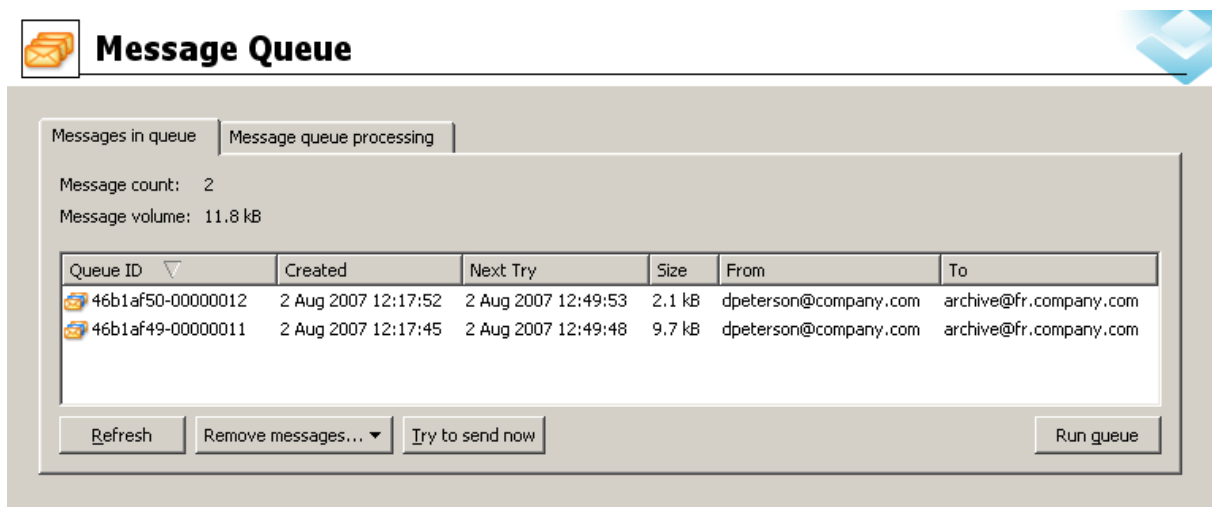 Message Queue
Messages in queue Message queue processing
Message count: 2
Message volume: 11.8 kB
Queue ID Created Next Try Size From To
46b1af50-00000012 2 Aug 2007 12:17:52 2 Aug 2007 12:49:53 2.1 kB dpeterson@company.com archive@fr.company.com
46b1af49-00000011 2 Aug 2007 12:17:45 2 Aug 2007 12:49:48 9.7 kB dpeterson@company.com archive@fr.company.com
Refresh Remove messages... Try to send now Run queue